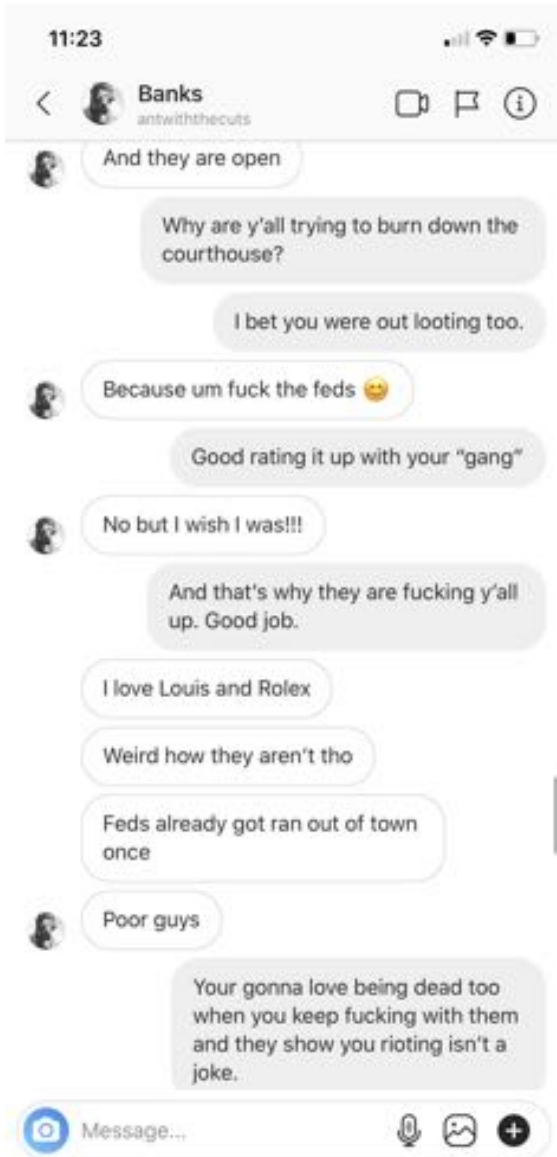 11:23
Banks
antwiththecuts
And they are open
Why are y'all trying to burn down the
courthouse?
I bet you were out looting too.
Because um fuck the feds 😊
Good rating it up with your "gang"
No but I wish I was!!!
And that's why they are fucking y'all
up. Good job.
I love Louis and Rolex
Weird how they aren't tho
Feds already got ran out of town
once
Poor guys
Your gonna love being dead too
when you keep fucking with them
and they show you rioting isn't a
joke.
Message...